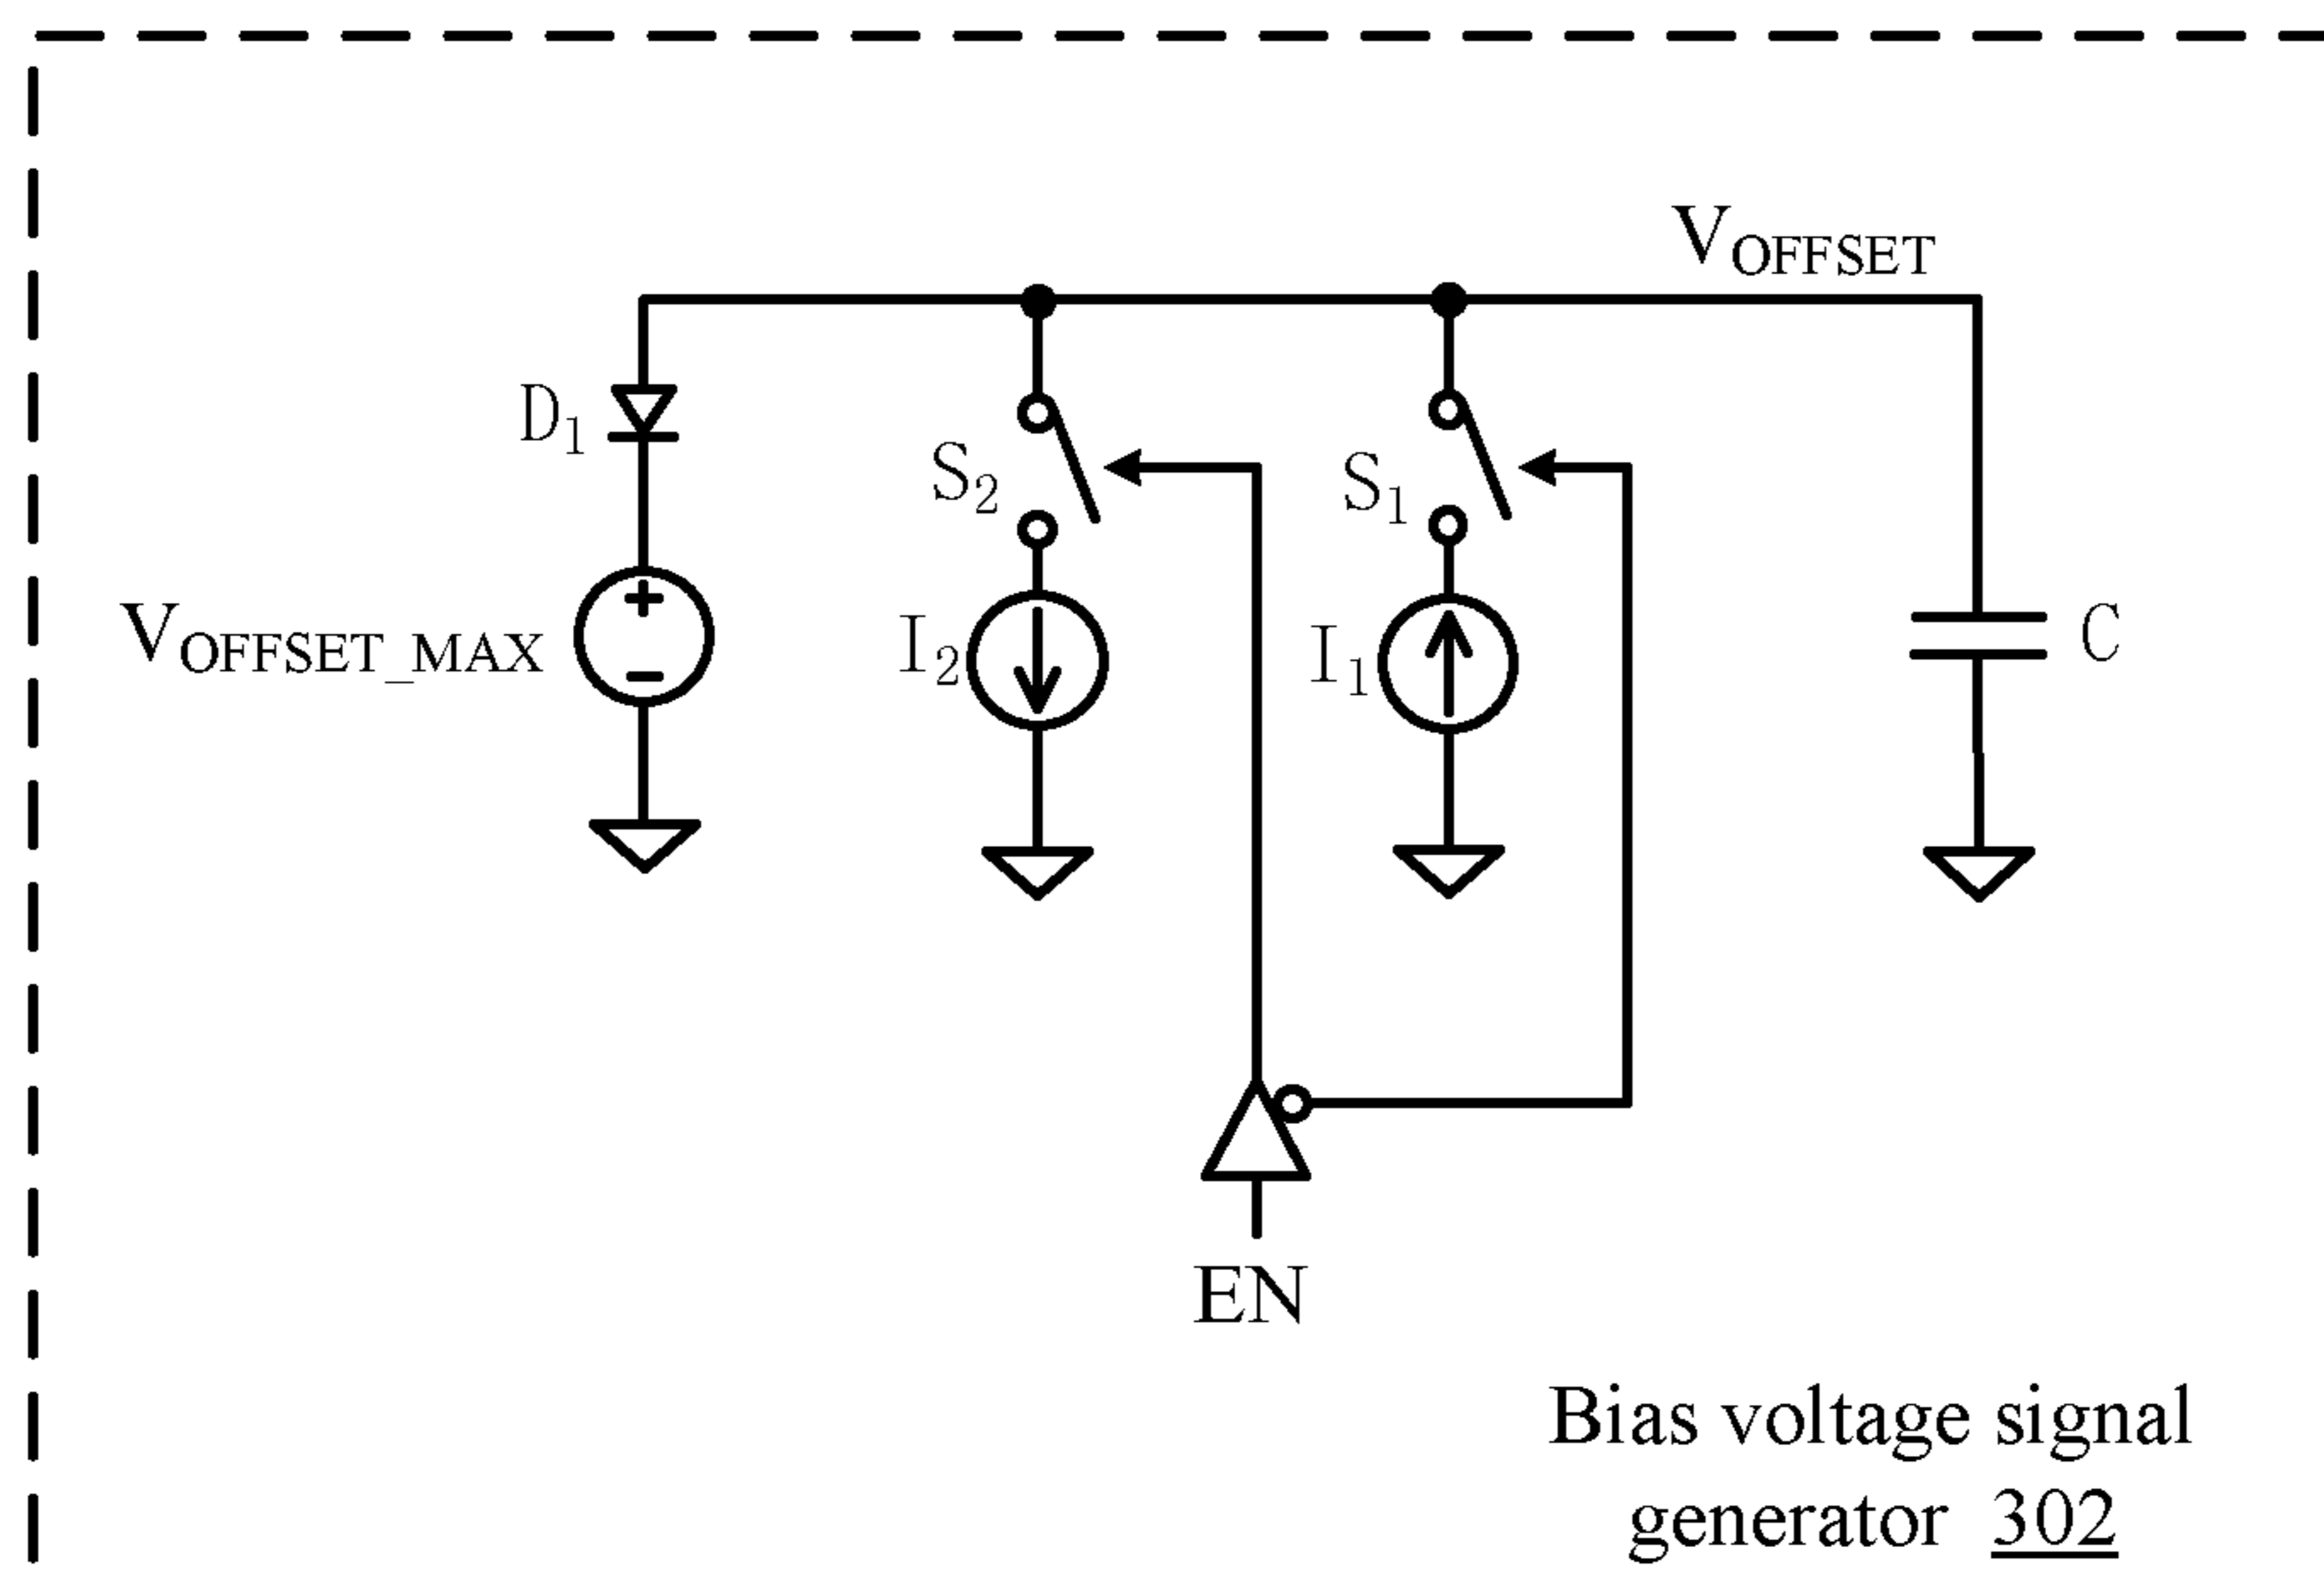 VOFFSET
D1
S2
S1
VOFFSET_MAX
I2
I1
C
EN
Bias voltage signal
generator 302